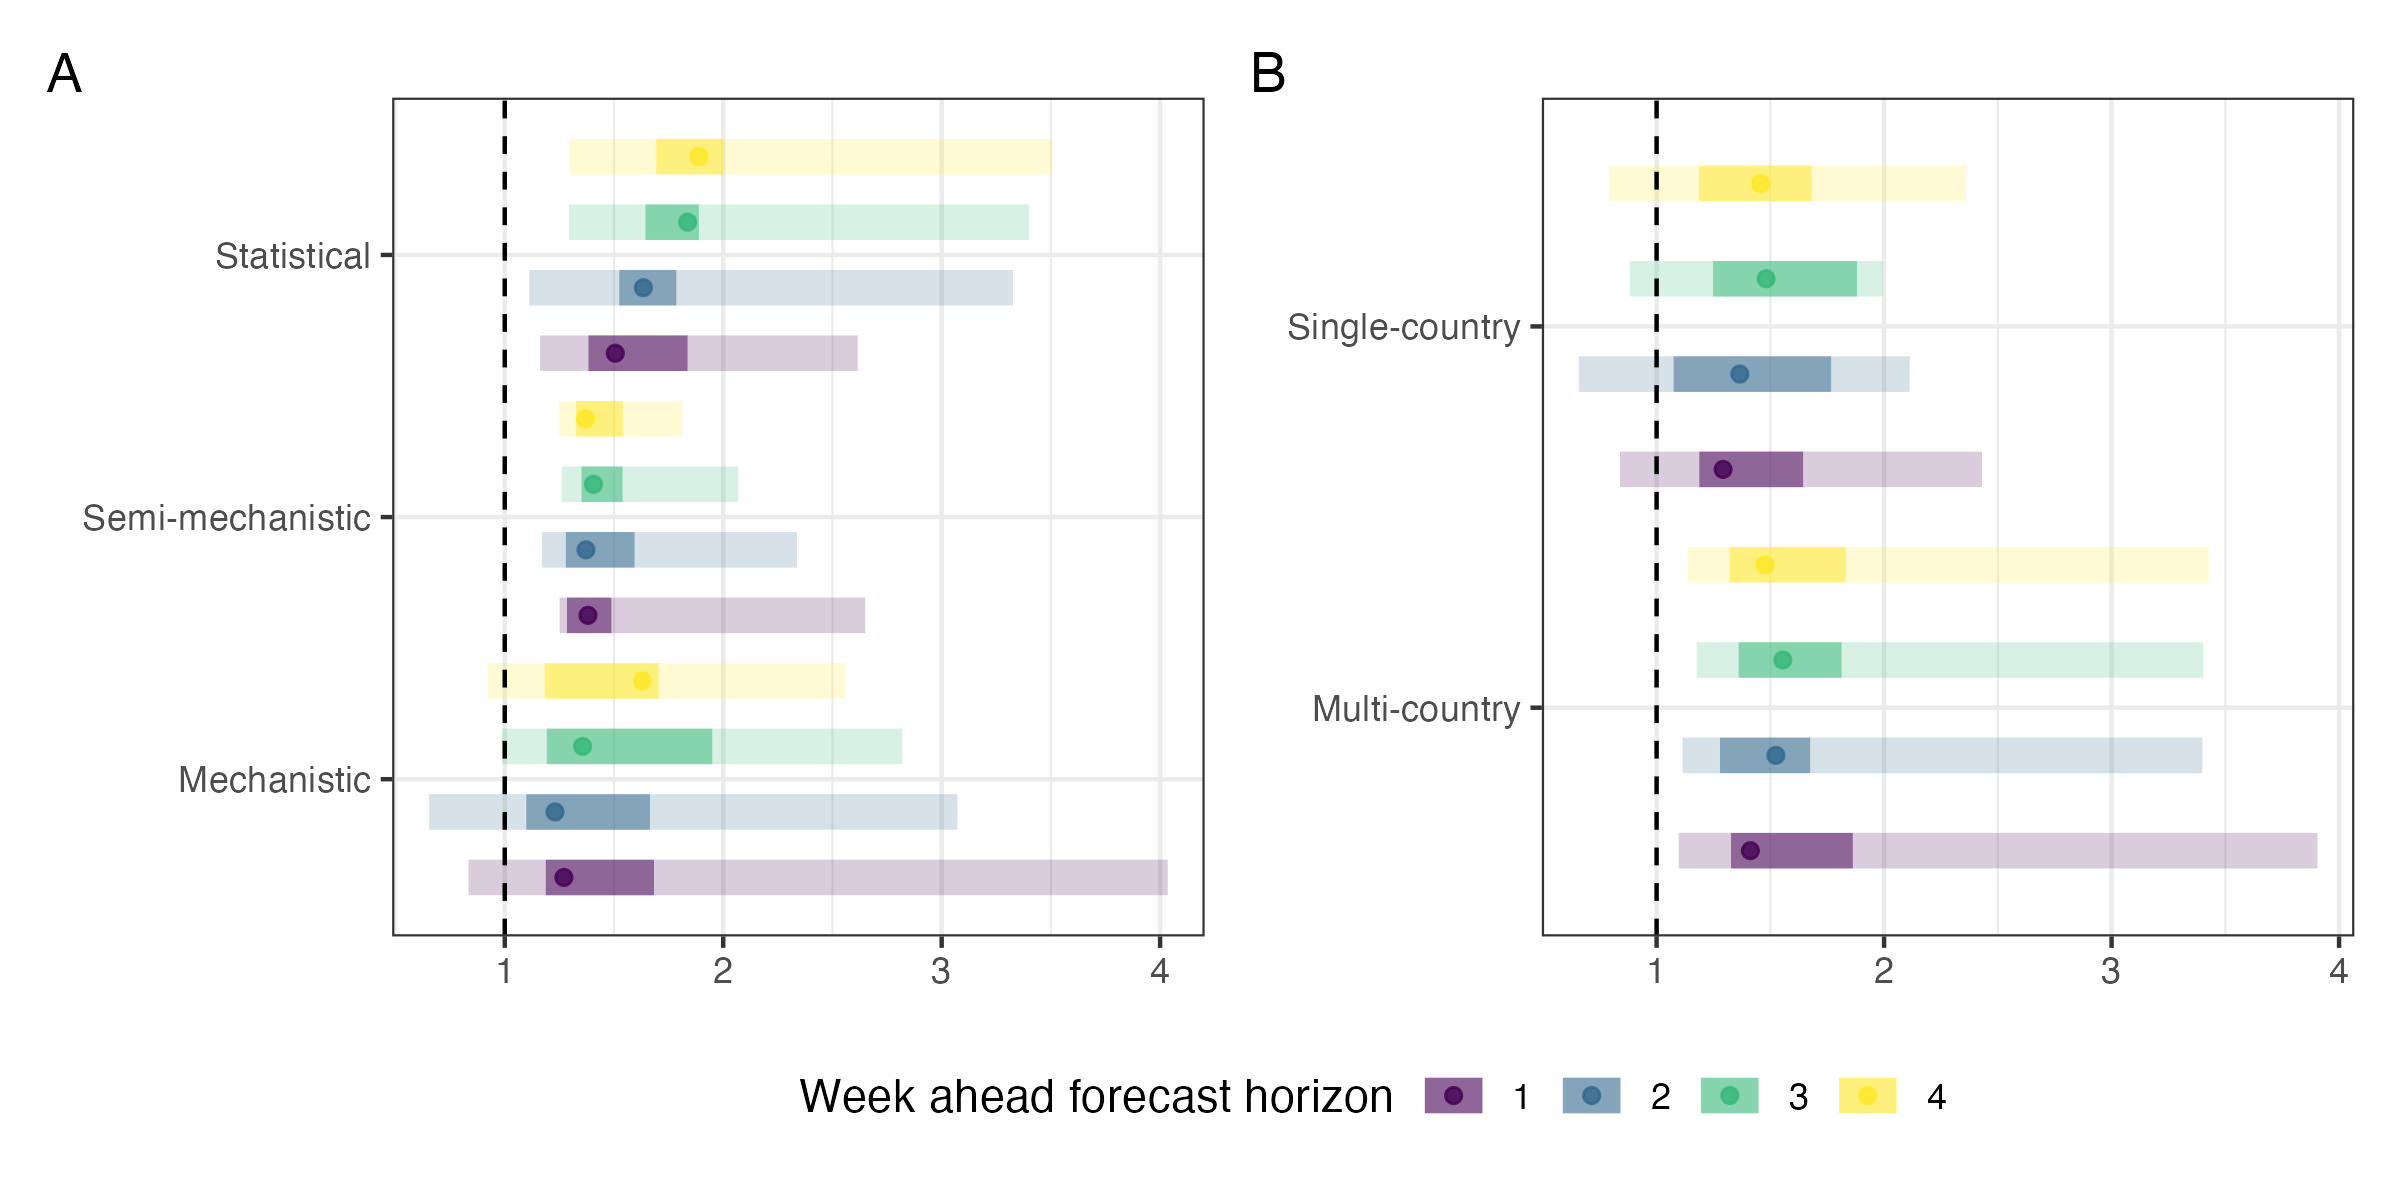 A
B
Statistical
Semi-mechanistic
Mechanistic
1 2 3 4
Single-country
Multi-country
1 2 3 4
Week ahead forecast horizon 1 2 3 4